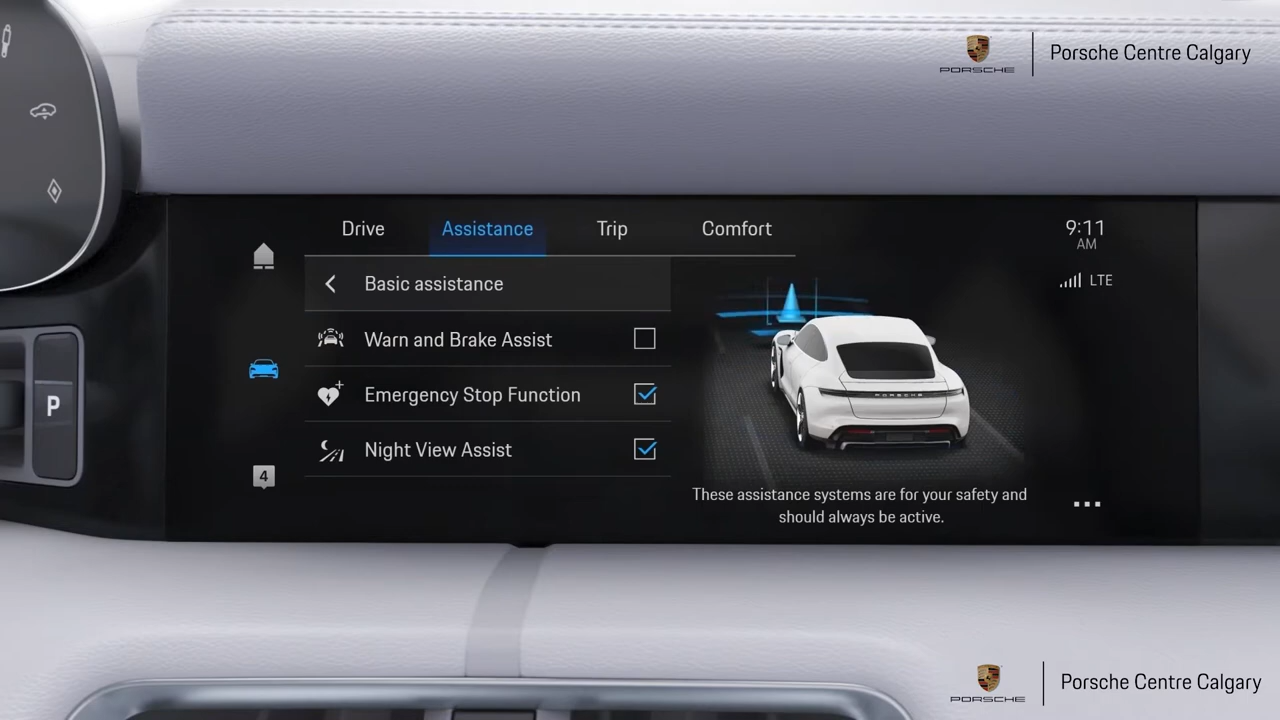 PORSCHE
Porsche Centre Calgary
Drive
Assistance
Trip
Comfort
9:11
AM
LTE
Basic assistance
Warn and Brake Assist
Emergency Stop Function
Night View Assist
P
4
PORSCHE
These assistance systems are for your safety and
should always be active.
PORSCHE
Porsche Centre Calgary